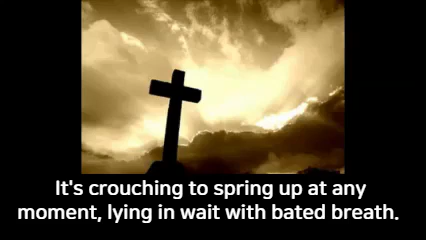 It's crouching to spring up at any
moment, lying in wait with bated breath.